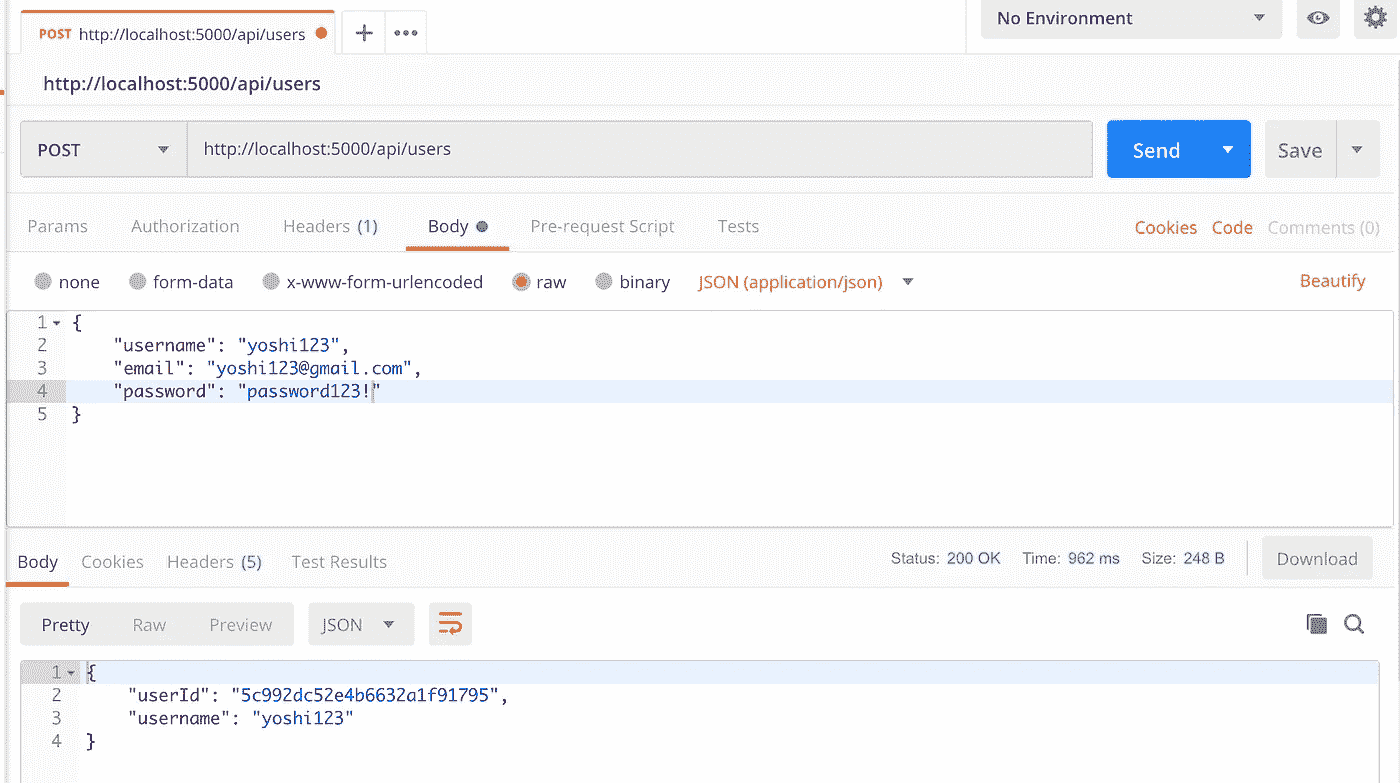 POST http://localhost:5000/api/users
No Environment
http://localhost:5000/api/users
POST http://localhost:5000/api/users Send Save
Params Authorization Headers (1) Body Pre-request Script Tests Cookies Code Comments (0)
none form-data x-www-form-urlencoded raw binary JSON (application/json) Beautify
1 {
2 "username": "yoshi123",
3 "email": "yoshi123@gmail.com",
4 "password": "password123!"
5 }
Body Cookies Headers (5) Test Results Status: 200 OK Time: 962 ms Size: 248 B Download
Pretty Raw Preview JSON
1 {
2 "userId": "5c992dc52e4b6632a1f91795",
3 "username": "yoshi123"
4 }